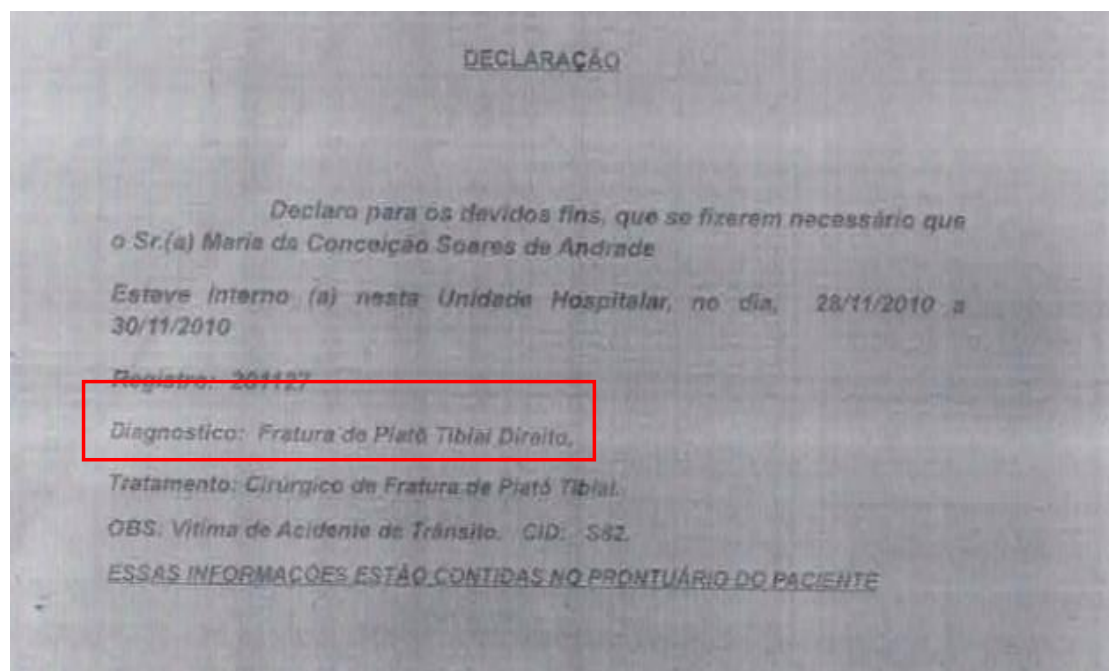 DECLARAÇÃO
Declaro para os devidos fins, que se fizerem necessário que
o Sr.(a) Maria da Conceição Soares de Andrade
Esteve Interno (a) nesta Unidade Hospitalar, no dia, 28/11/2010 a
30/11/2010
Registro: 201127
Diagnostico: Fratura de Platô Tibial Direito.
Tratamento: Cirúrgico de Fratura de Platô Tibial.
OBS: Vitima de Acidente de Trânsito. CID: S82.
ESSAS INFORMAÇÕES ESTÃO CONTIDAS NO PRONTUÁRIO DO PACIENTE